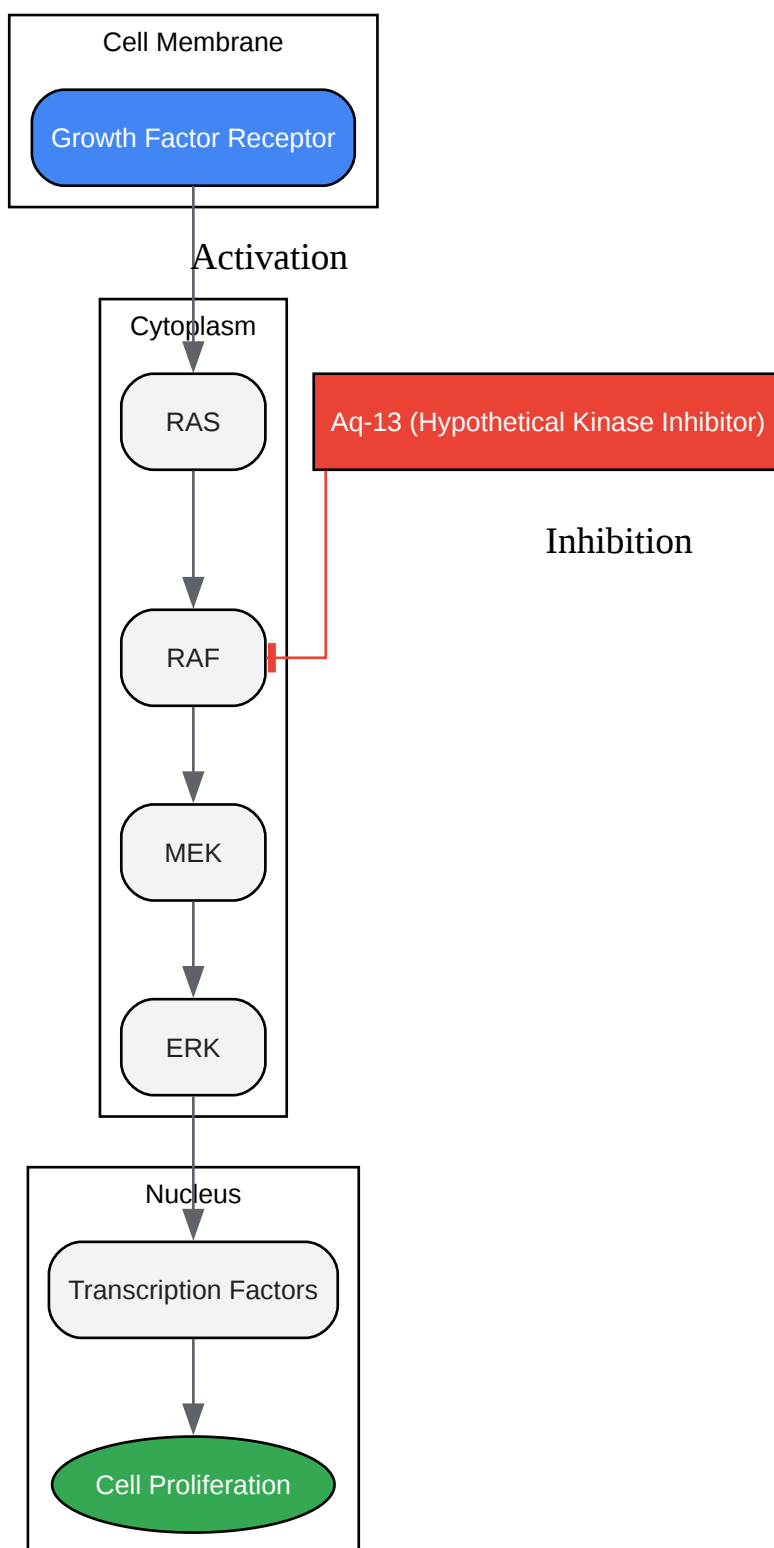 Cell Membrane
Growth Factor Receptor
Activation
Cytoplasm
RAS
Aq-13 (Hypothetical Kinase Inhibitor)
Inhibition
RAF
MEK
ERK
Nucleus
Transcription Factors
Cell Proliferation